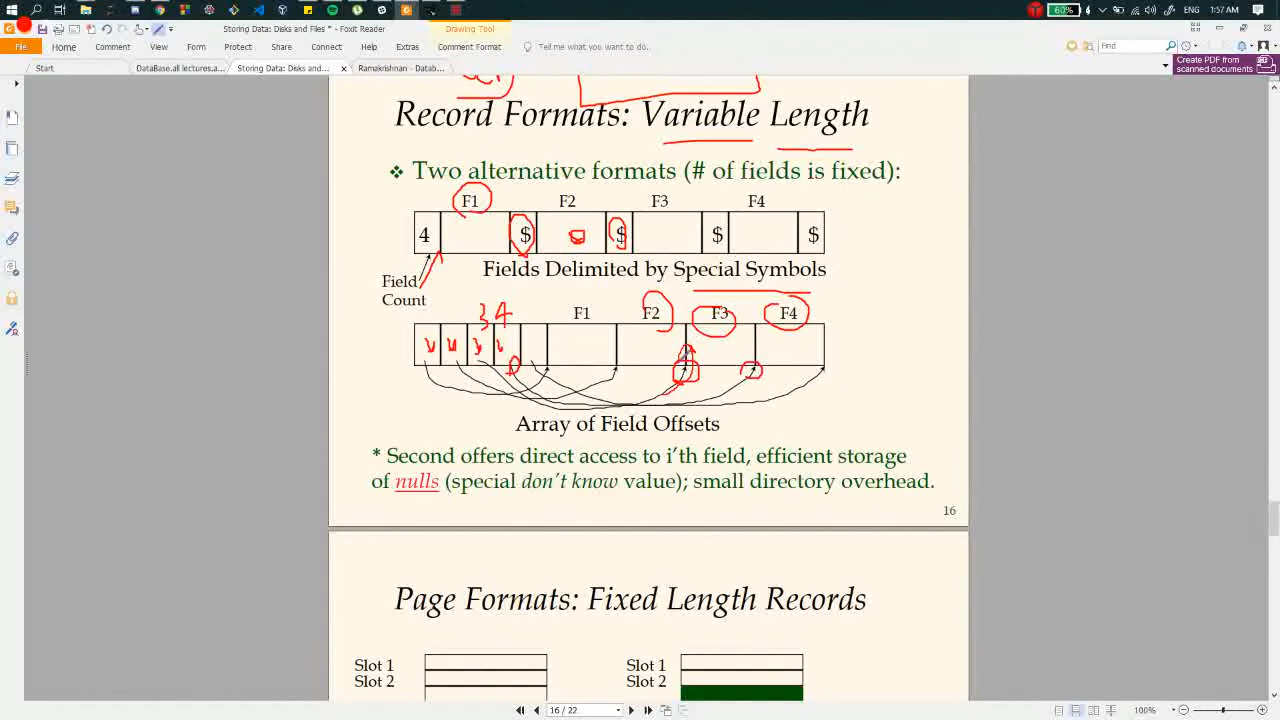 60%
ENG
1:57 AM
Storing Data: Disks and Files * - Foxit Reader
Drawing Tool
File
Home
Comment
View
Form
Protect
Share
Connect
Help
Extras
Comment Format
Tell me what you want to do..
Find
Start
DataBase.all lectures.a...
Storing Data: Disks and...
Ramakrishnan - Datab...
Create PDF from
scanned documents
Record Formats: Variable Length
Two alternative formats (# of fields is fixed):
F1 F2 F3 F4
4 $ $ $ $
Fields Delimited by Special Symbols
Field
Count
3 4
F1 F2 F3 F4
Array of Field Offsets
* Second offers direct access to i'th field, efficient storage
of nulls (special don't know value); small directory overhead.
16
Page Formats: Fixed Length Records
Slot 1 Slot 1
Slot 2 Slot 2
16 / 22
100%